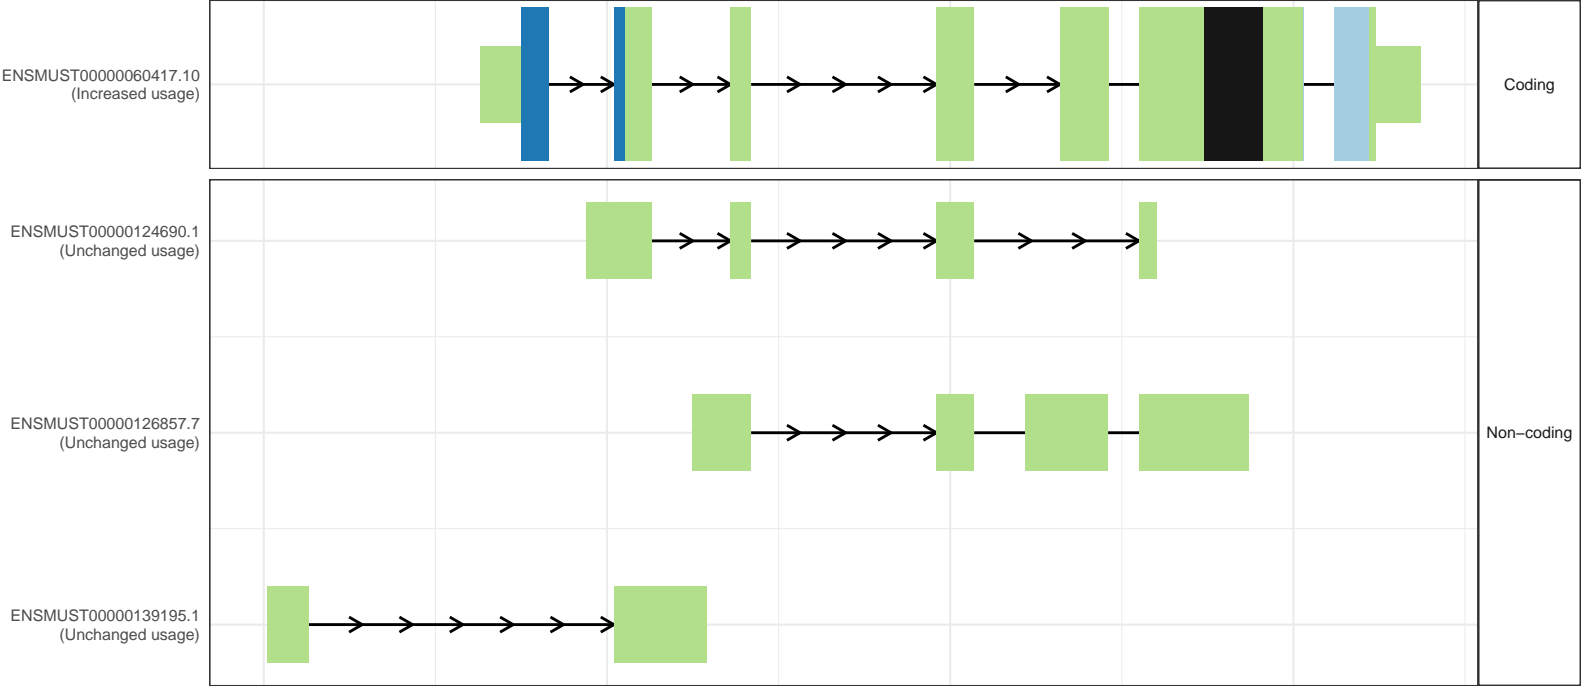 ENSMUST00000060417.10
(Increased usage)
Coding
ENSMUST00000124690.1
(Unchanged usage)
ENSMUST00000126857.7
(Unchanged usage)
Non−coding
ENSMUST00000139195.1
(Unchanged usage)